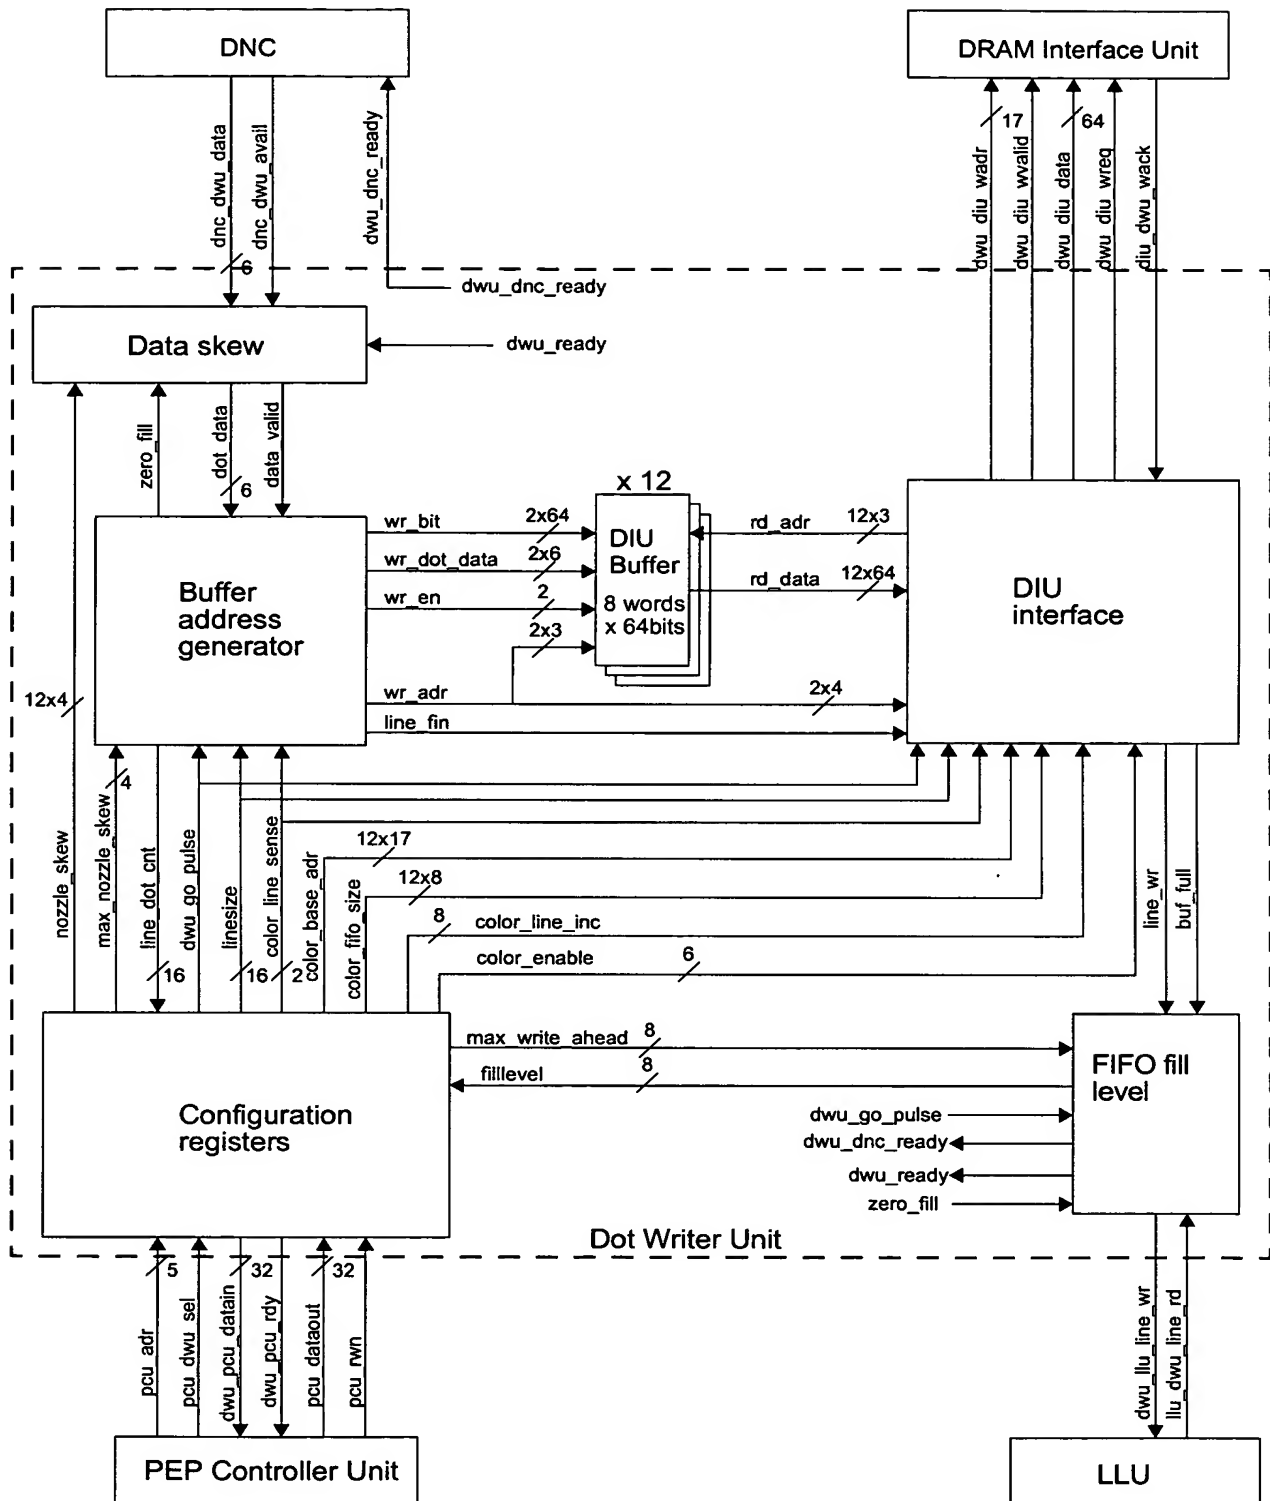 DNC
DRAM Interface Unit
dnc_dwu_data
6
dnc_dwu_avail
dwu_dnc_ready
dwu_diu_wadr
17
dwu_diu_wvalid
dwu_diu_data
64
dwu_diu_wreq
diu_dwu_wack
dwu_dnc_ready
Data skew
dwu_ready
zero_fill
dot_data
6
data_valid
x 12
wr_bit
2x64
DIU
Buffer
8 words
x 64bits
rd_adr
12x3
wr_dot_data
2x6
rd_data
12x64
wr_en
2
2x3
Buffer
address
generator
DIU
interface
wr_adr
2x4
line_fin
12x4
nozzle_skew
4
max_nozzle_skew
line_dot_cnt
16
dwu_go_pulse
linesize
16
color_line_sense
2
color_base_adr
12x17
color_fifo_size
12x8
8
color_line_inc
color_enable
6
line_wr
buf_full
max_write_ahead
8
filllevel
8
FIFO fill
level
Configuration
registers
dwu_go_pulse
dwu_dnc_ready
dwu_ready
zero_fill
Dot Writer Unit
pcu_adr
5
pcu_dwu_sel
dwu_pcu_datain
32
dwu_pcu_rdy
pcu_dataout
32
pcu_rwn
dwu_llu_line_wr
llu_dwu_line_rd
PEP Controller Unit
LLU